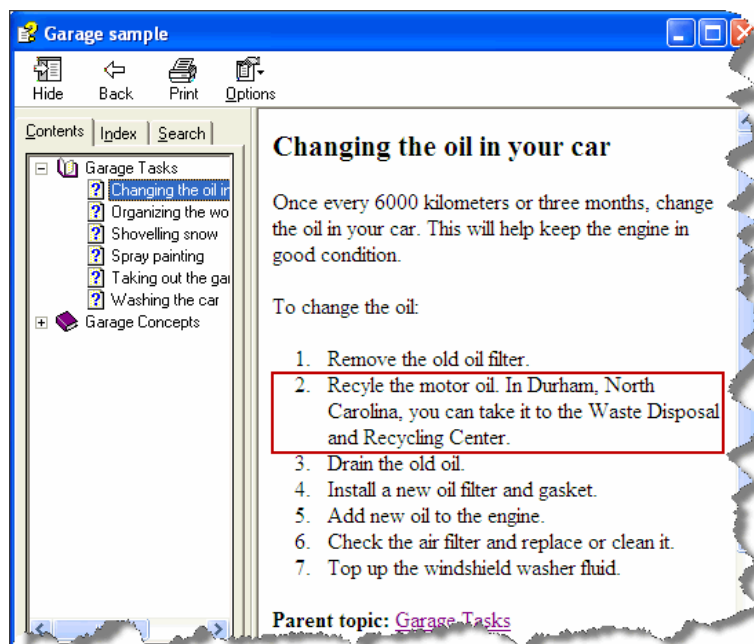 Garage sample
Hide Back Print Options
Contents Index Search
Garage Tasks
Changing the oil in
Organizing the wo
Shovelling snow
Spray painting
Taking out the gar
Washing the car
Garage Concepts
Changing the oil in your car
Once every 6000 kilometers or three months, change
the oil in your car. This will help keep the engine in
good condition.
To change the oil:
1. Remove the old oil filter.
2. Recyle the motor oil. In Durham, North
Carolina, you can take it to the Waste Disposal
and Recycling Center.
3. Drain the old oil.
4. Install a new oil filter and gasket.
5. Add new oil to the engine.
6. Check the air filter and replace or clean it.
7. Top up the windshield washer fluid.
Parent topic: Garage Tasks